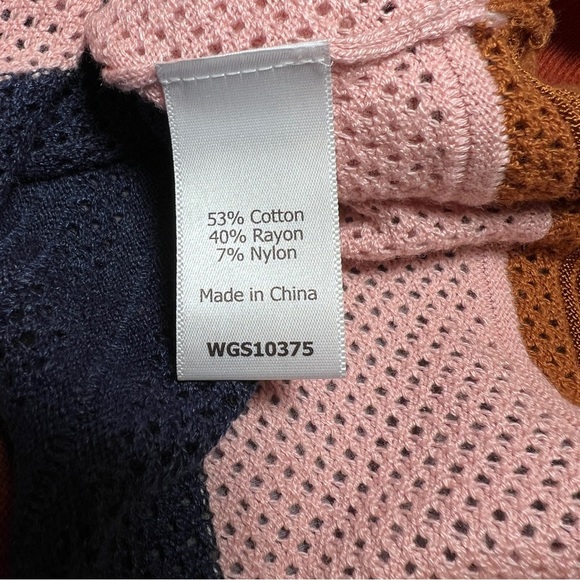 53% Cotton
40% Rayon
7% Nylon
Made in China
WGS10375